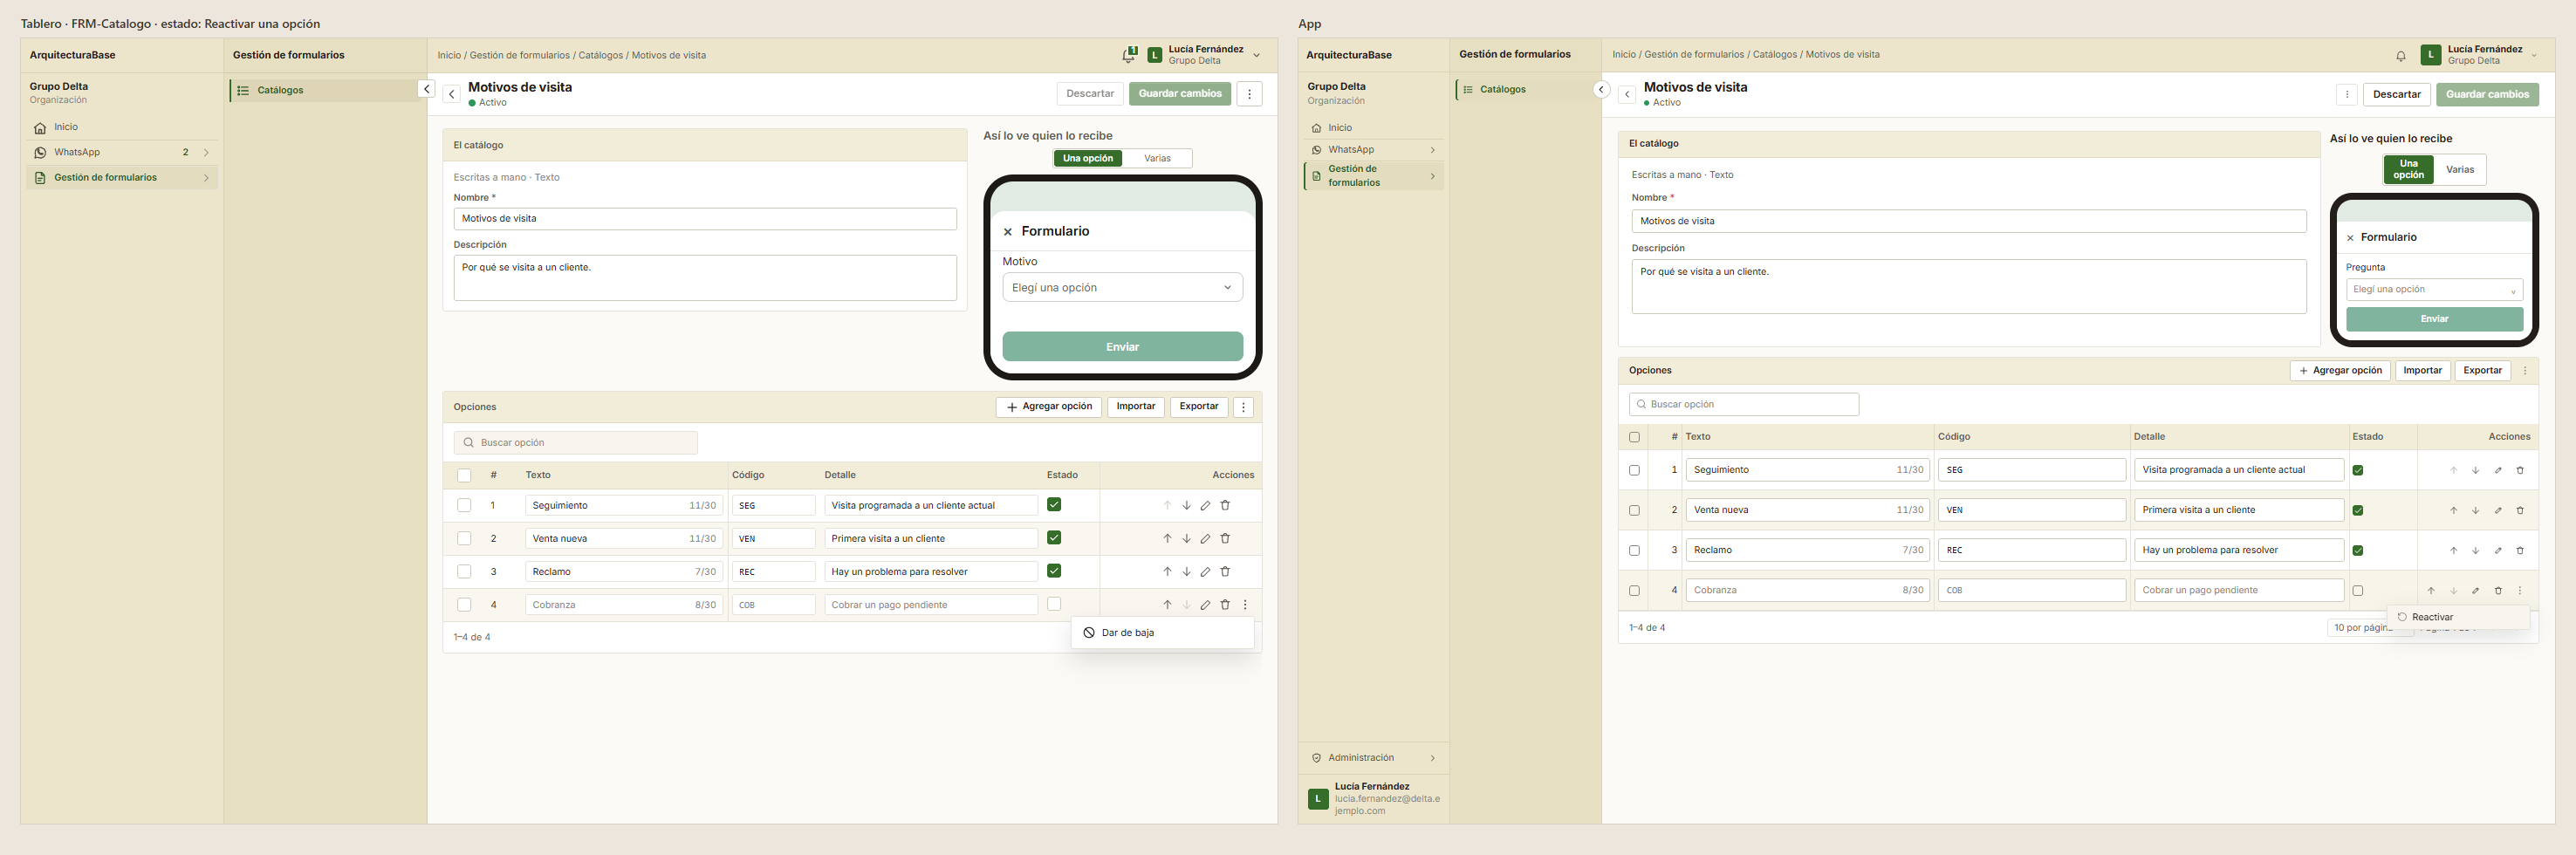 Tablero · FRM-Catalogo · estado: Reactivar una opción
ArquitecturaBase
Gestión de formularios
Inicio / Gestión de formularios / Catálogos / Motivos de visita
1
L
Lucía Fernández
Grupo Delta
Grupo Delta
Organización
Inicio
WhatsApp 2
Gestión de formularios
Catálogos
Motivos de visita
Activo
Descartar
Guardar cambios
El catálogo
Escritas a mano · Texto
Nombre *
Motivos de visita
Descripción
Por qué se visita a un cliente.
Así lo ve quien lo recibe
Una opción Varias
Formulario
Motivo
Elegí una opción
Enviar
Opciones
Agregar opción
Importar
Exportar
Buscar opción
# Texto Código Detalle Estado Acciones
1 Seguimiento 11/30 SEG Visita programada a un cliente actual
2 Venta nueva 11/30 VEN Primera visita a un cliente
3 Reclamo 7/30 REC Hay un problema para resolver
4 Cobranza 8/30 COB Cobrar un pago pendiente
1–4 de 4
Dar de baja
App
ArquitecturaBase
Gestión de formularios
Inicio / Gestión de formularios / Catálogos / Motivos de visita
L
Lucía Fernández
Grupo Delta
Grupo Delta
Organización
Inicio
WhatsApp
Gestión de
formularios
Catálogos
Motivos de visita
Activo
Descartar
Guardar cambios
El catálogo
Escritas a mano · Texto
Nombre *
Motivos de visita
Descripción
Por qué se visita a un cliente.
Así lo ve quien lo recibe
Una
opción
Varias
Formulario
Pregunta
Elegí una opción
Enviar
Opciones
Agregar opción
Importar
Exportar
Buscar opción
# Texto Código Detalle Estado Acciones
1 Seguimiento 11/30 SEG Visita programada a un cliente actual
2 Venta nueva 11/30 VEN Primera visita a un cliente
3 Reclamo 7/30 REC Hay un problema para resolver
4 Cobranza 8/30 COB Cobrar un pago pendiente
1–4 de 4
10 por págin
Reactivar
Administración
L
Lucía Fernández
lucia.fernandez@delta.e
jemplo.com